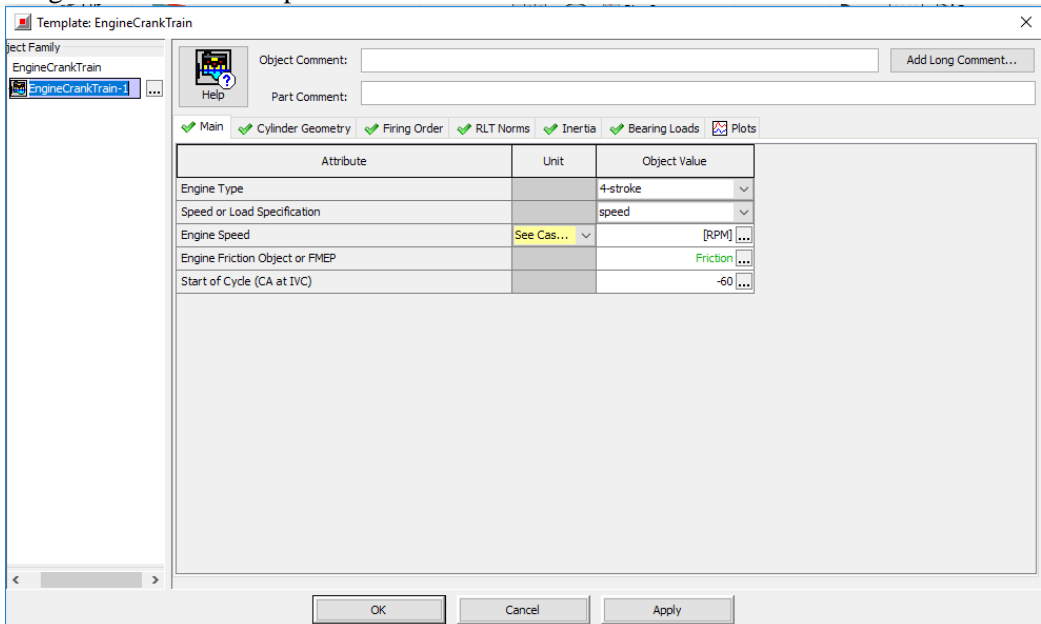 Template: EngineCrankTrain
ject Family
EngineCrankTrain
EngineCrankTrain-1 ...
Help
Object Comment:
Add Long Comment...
Part Comment:
Main Cylinder Geometry Firing Order RLT Norms Inertia Bearing Loads Plots
Attribute Unit Object Value
Engine Type 4-stroke
Speed or Load Specification speed
Engine Speed See Cas... [RPM] ...
Engine Friction Object or FMEP Friction ...
Start of Cycle (CA at IVC) -60 ...
OK Cancel Apply